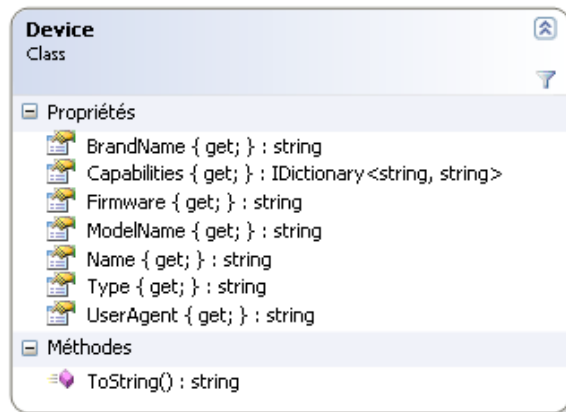 Device
Class
Propriétés
BrandName { get; } : string
Capabilities { get; } : IDictionary<string, string>
Firmware { get; } : string
ModelName { get; } : string
Name { get; } : string
Type { get; } : string
UserAgent { get; } : string
Méthodes
ToString() : string